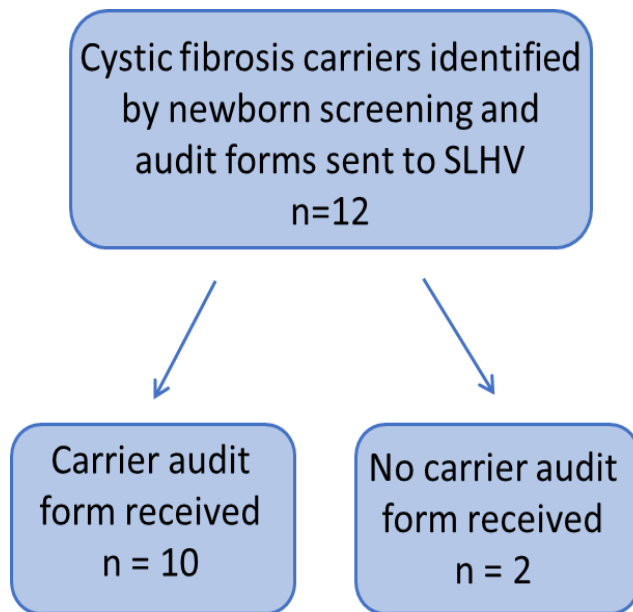 Cystic fibrosis carriers identified
by newborn screening and
audit forms sent to SLHV
n=12
Carrier audit
form received
n = 10
No carrier audit
form received
n = 2